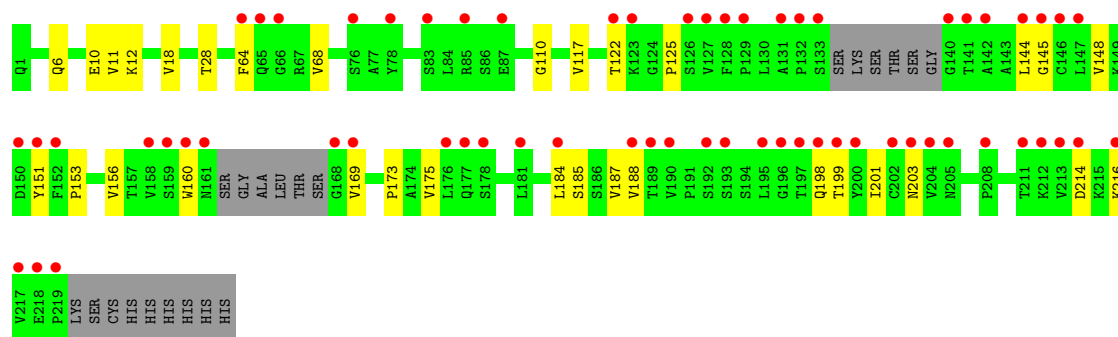 Q1 Q6 E10 V11 K12 V18 T28 F64 Q65 G66 R67 V68 S76 A77 Y78 S83 L84 R85 S86 E87 G110 V117 T122 K123 G124 P125 S126 V127 F128 P129 L130 A131 P132 S133 SER LYS SER THR SER GLY G140 T141 A142 A143 L144 G145 C146 L147 V148 K149
D150 Y151 F152 P153 V156 T157 V158 S159 W160 N161 SER GLY ALA LEU THR SER G168 V169 P173 A174 V175 L176 Q177 S178 L181 L184 S185 S186 V187 V188 T189 V190 P191 S192 S193 S194 L195 G196 T197 Q198 T199 Y200 I201 C202 N203 V204 N205 P208 T211 K212 V213 D214 K215 K216
V217 E218 P219 LYS SER CYS HIS HIS HIS HIS HIS HIS